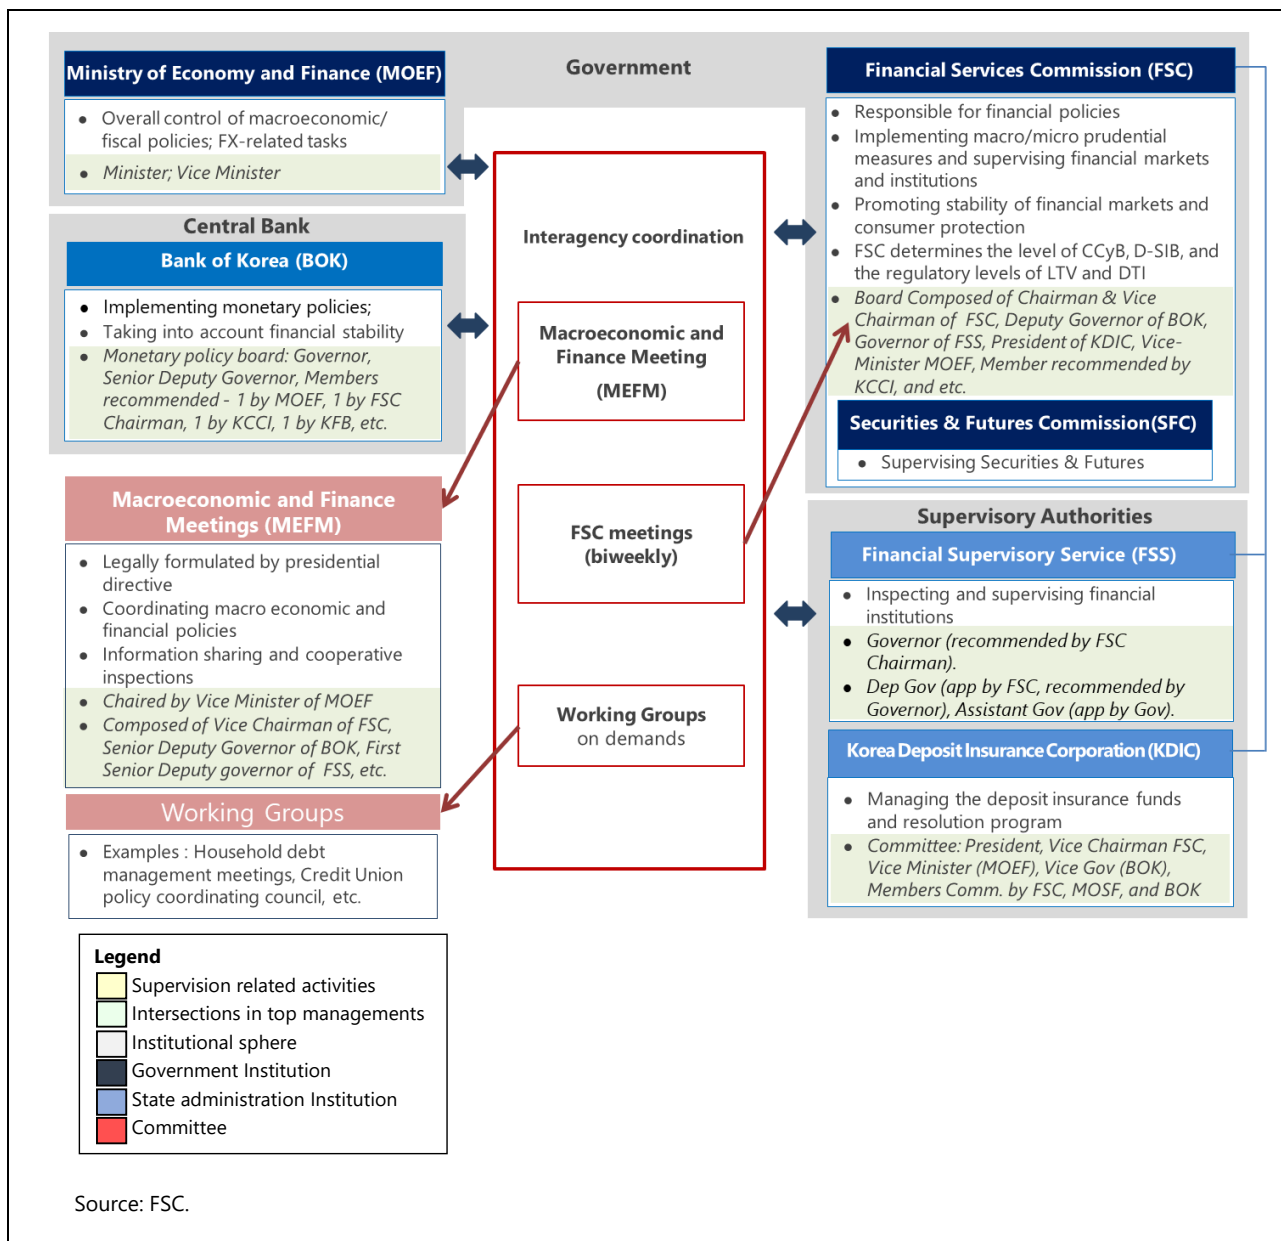 Government
Ministry of Economy and Finance (MOEF)
● Overall control of macroeconomic/
fiscal policies; FX-related tasks
● Minister; Vice Minister
Central Bank
Bank of Korea (BOK)
● Implementing monetary policies;
● Taking into account financial stability
● Monetary policy board: Governor,
Senior Deputy Governor, Members
recommended - 1 by MOEF, 1 by FSC
Chairman, 1 by KCCI, 1 by KFB, etc.
Macroeconomic and Finance
Meetings (MEFM)
● Legally formulated by presidential
directive
● Coordinating macro economic and
financial policies
● Information sharing and cooperative
inspections
● Chaired by Vice Minister of MOEF
● Composed of Vice Chairman of FSC,
Senior Deputy Governor of BOK, First
Senior Deputy governor of FSS, etc.
Working Groups
● Examples : Household debt
management meetings, Credit Union
policy coordinating council, etc.
Interagency coordination
Macroeconomic and
Finance Meeting
(MEFM)
FSC meetings
(biweekly)
Working Groups
on demands
Financial Services Commission (FSC)
● Responsible for financial policies
● Implementing macro/micro prudential
measures and supervising financial markets
and institutions
● Promoting stability of financial markets and
consumer protection
● FSC determines the level of CCyB, D-SIB, and
the regulatory levels of LTV and DTI
● Board Composed of Chairman & Vice
Chairman of FSC, Deputy Governor of BOK,
Governor of FSS, President of KDIC, Vice-
Minister MOEF, Member recommended by
KCCI, and etc.
Securities & Futures Commission(SFC)
● Supervising Securities & Futures
Supervisory Authorities
Financial Supervisory Service (FSS)
● Inspecting and supervising financial
institutions
● Governor (recommended by FSC
Chairman).
● Dep Gov (app by FSC, recommended by
Governor), Assistant Gov (app by Gov).
Korea Deposit Insurance Corporation (KDIC)
● Managing the deposit insurance funds
and resolution program
● Committee: President, Vice Chairman FSC,
Vice Minister (MOEF), Vice Gov (BOK),
Members Comm. by FSC, MOSF, and BOK
Legend
Supervision related activities
Intersections in top managements
Institutional sphere
Government Institution
State administration Institution
Committee
Source: FSC.